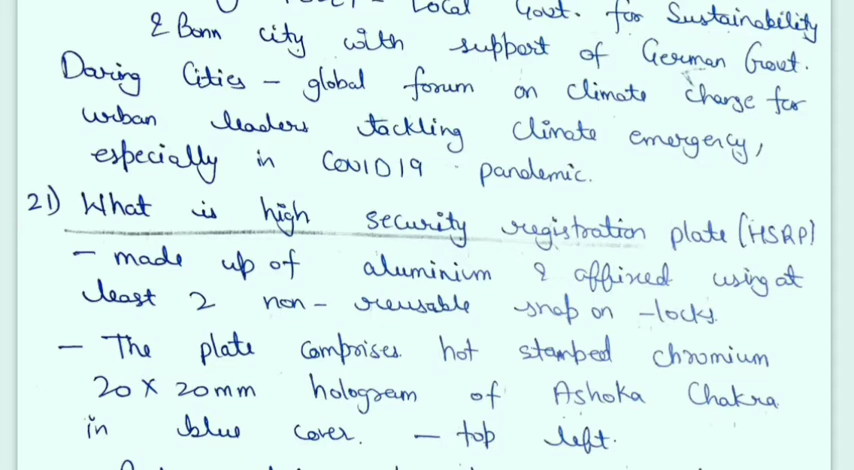 Local Govt. for Sustainability
& Bonn city with support of German Govt.
Daring Cities – global forum on climate change for
urban leaders tackling climate emergency,
especially in COVID19 pandemic.
21) What is high security registration plate (HSRP)
– made up of aluminium & affixed using at
least 2 non-reusable snap on -locks.
– The plate comprises hot stamped chromium
20 x 20mm hologram of Ashoka Chakra
in blue cover. – top left.